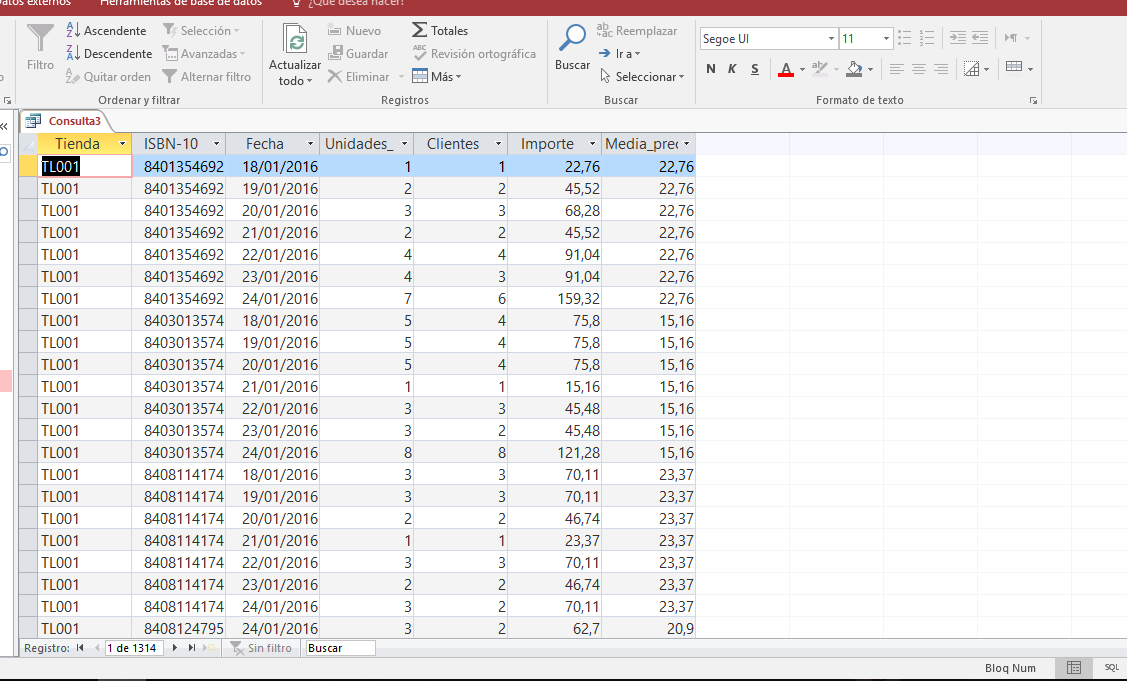 atos externos Herramientas de base de datos ¿Qué desea hacer?
Filtro
Ascendente
Descendente
Quitar orden
Selección
Avanzadas
Alternar filtro
Ordenar y filtrar
Actualizar todo
Nuevo
Guardar
Eliminar
Totales
Revisión ortográfica
Más
Registros
Buscar
Reemplazar
Ir a
Seleccionar
Buscar
Segoe UI 11
N K S A
Formato de texto
Consulta3
Tienda ISBN-10 Fecha Unidades_ Clientes Importe Media_prec
TL001 8401354692 18/01/2016 1 1 22,76 22,76
TL001 8401354692 19/01/2016 2 2 45,52 22,76
TL001 8401354692 20/01/2016 3 3 68,28 22,76
TL001 8401354692 21/01/2016 2 2 45,52 22,76
TL001 8401354692 22/01/2016 4 4 91,04 22,76
TL001 8401354692 23/01/2016 4 3 91,04 22,76
TL001 8401354692 24/01/2016 7 6 159,32 22,76
TL001 8403013574 18/01/2016 5 4 75,8 15,16
TL001 8403013574 19/01/2016 5 4 75,8 15,16
TL001 8403013574 20/01/2016 5 4 75,8 15,16
TL001 8403013574 21/01/2016 1 1 15,16 15,16
TL001 8403013574 22/01/2016 3 3 45,48 15,16
TL001 8403013574 23/01/2016 3 2 45,48 15,16
TL001 8403013574 24/01/2016 8 8 121,28 15,16
TL001 8408114174 18/01/2016 3 3 70,11 23,37
TL001 8408114174 19/01/2016 3 3 70,11 23,37
TL001 8408114174 20/01/2016 2 2 46,74 23,37
TL001 8408114174 21/01/2016 1 1 23,37 23,37
TL001 8408114174 22/01/2016 3 3 70,11 23,37
TL001 8408114174 23/01/2016 2 2 46,74 23,37
TL001 8408114174 24/01/2016 3 2 70,11 23,37
TL001 8408124795 24/01/2016 3 2 62,7 20,9
Registro: 1 de 1314 Sin filtro Buscar
Bloq Num SQL